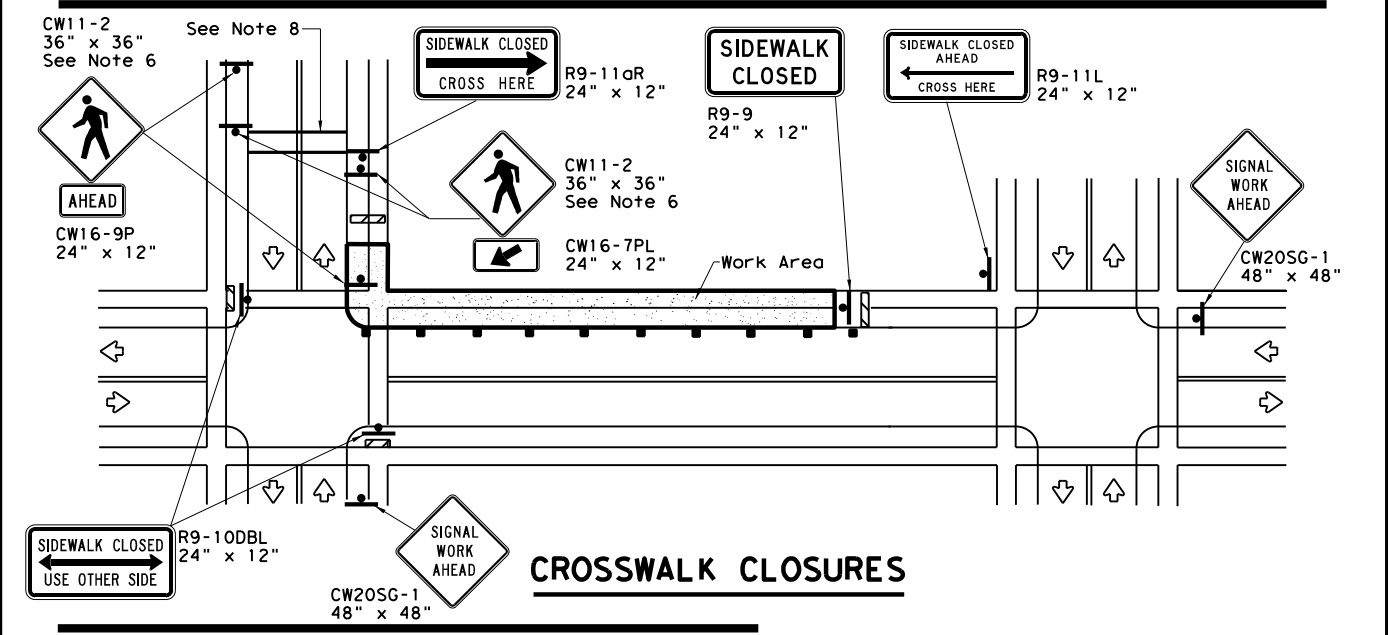 CW11-2
36" x 36"
See Note 6
See Note 8
SIDEWALK CLOSED
CROSS HERE
R9-11aR
24" x 12"
SIDEWALK
CLOSED
R9-9
24" x 12"
SIDEWALK CLOSED
AHEAD
CROSS HERE
R9-11L
24" x 12"
AHEAD
CW16-9P
24" x 12"
CW11-2
36" x 36"
See Note 6
CW16-7PL
24" x 12"
Work Area
SIGNAL
WORK
AHEAD
CW20SG-1
48" x 48"
SIDEWALK CLOSED
USE OTHER SIDE
R9-10DBL
24" x 12"
SIGNAL
WORK
AHEAD
CW20SG-1
48" x 48"
CROSSWALK CLOSURES